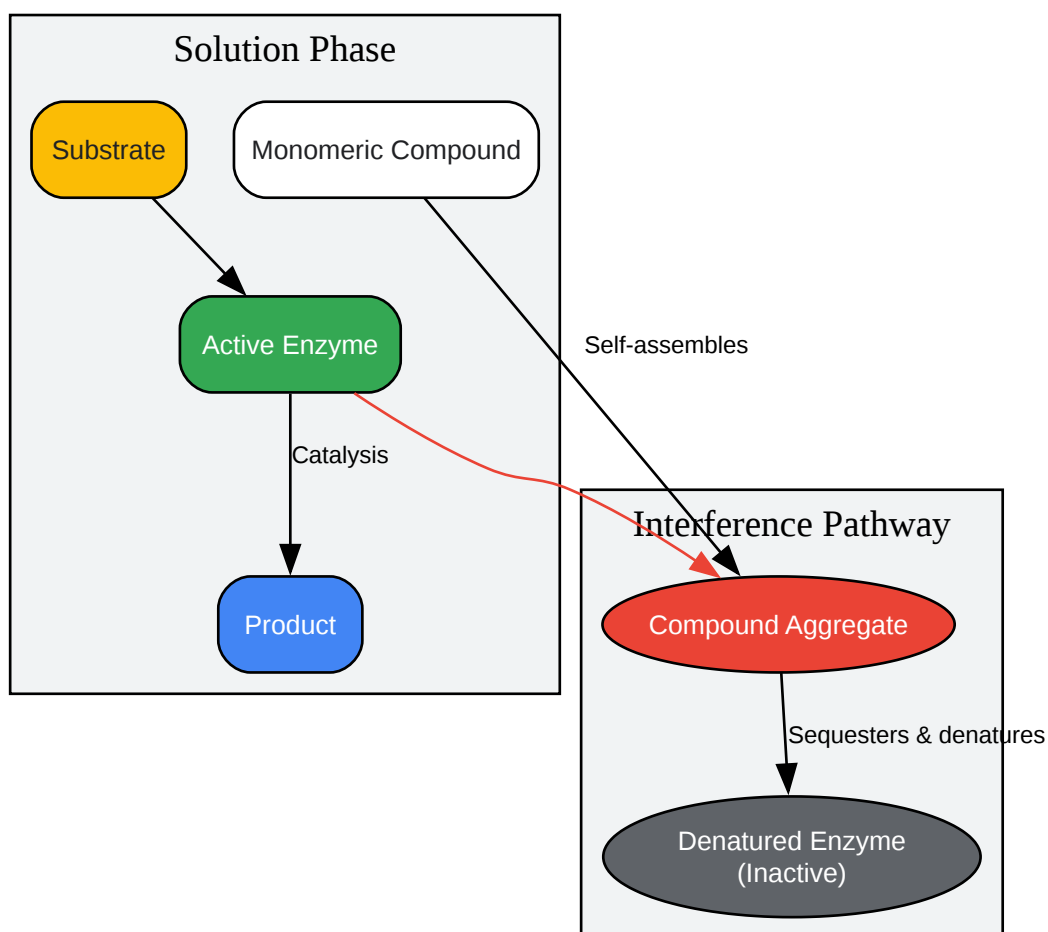 Solution Phase
Substrate
Monomeric Compound
Active Enzyme
Self-assembles
Catalysis
Interference Pathway
Product
Compound Aggregate
Sequesters & denatures
Denatured Enzyme
(Inactive)